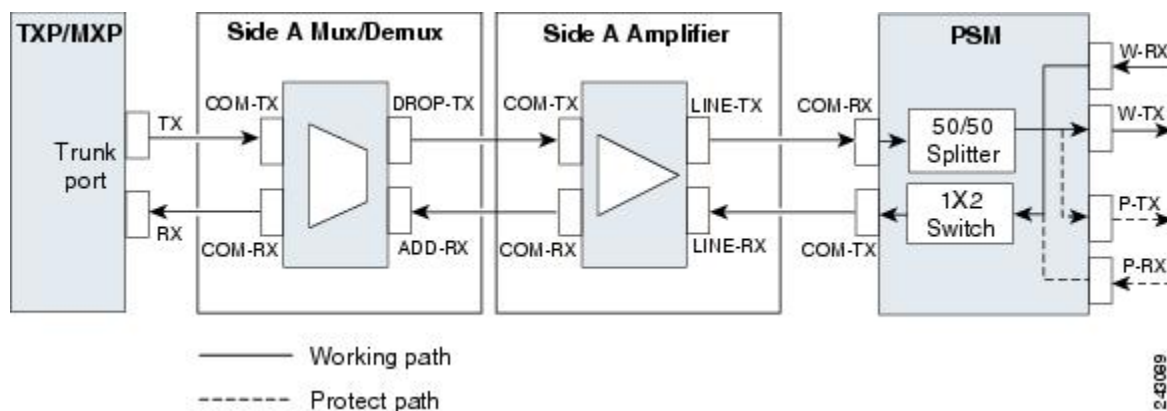 TXP/MXP
Trunk
port
TX
RX
Side A Mux/Demux
COM-TX
DROP-TX
COM-RX
ADD-RX
Side A Amplifier
COM-TX
LINE-TX
COM-RX
LINE-RX
PSM
COM-RX
COM-TX
50/50
Splitter
1X2
Switch
W-RX
W-TX
P-TX
P-RX
Working path
Protect path
243099